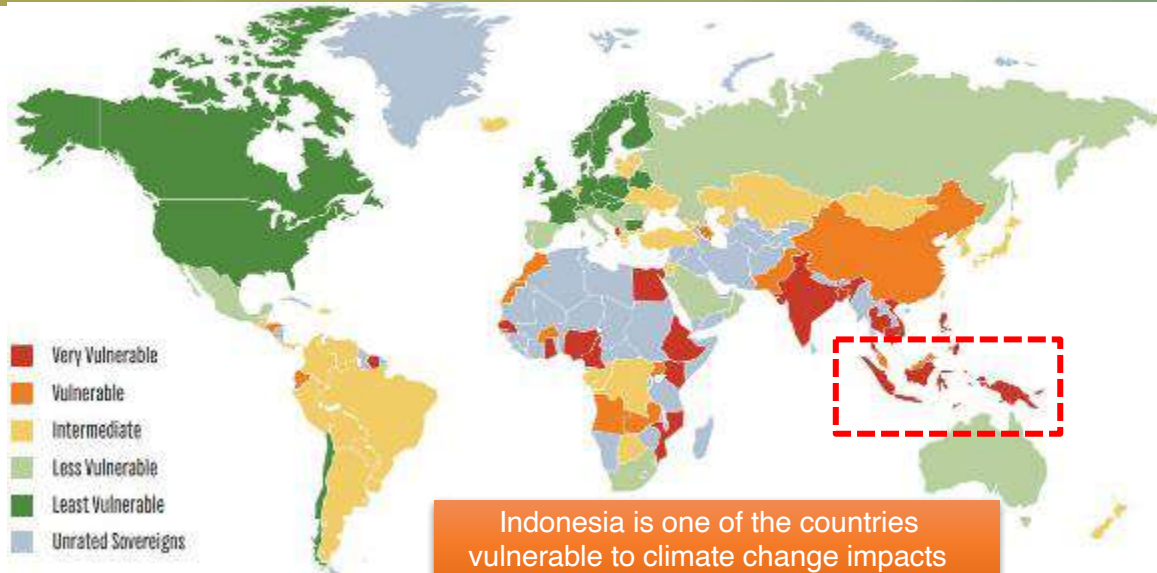 Very Vulnerable
Vulnerable
Intermediate
Less Vulnerable
Least Vulnerable
Unrated Sovereigns
Indonesia is one of the countries
vulnerable to climate change impacts